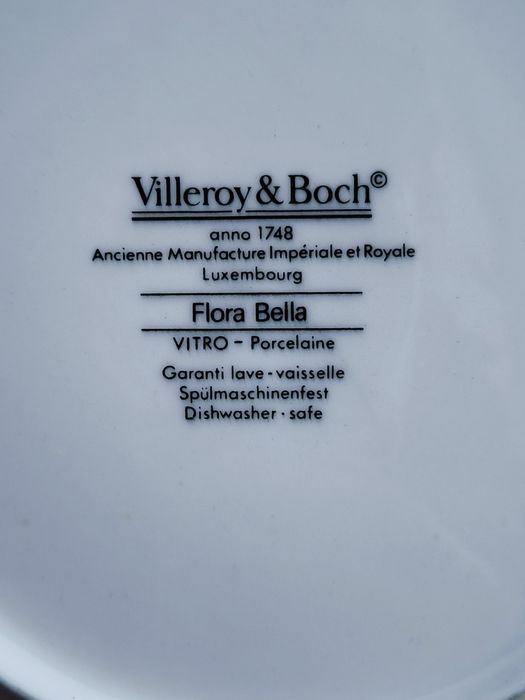 Villeroy & Boch©
anno 1748
Ancienne Manufacture Impériale et Royale
Luxembourg
Flora Bella
VITRO – Porcelaine
Garanti lave-vaisselle
Spülmaschinenfest
Dishwasher · safe